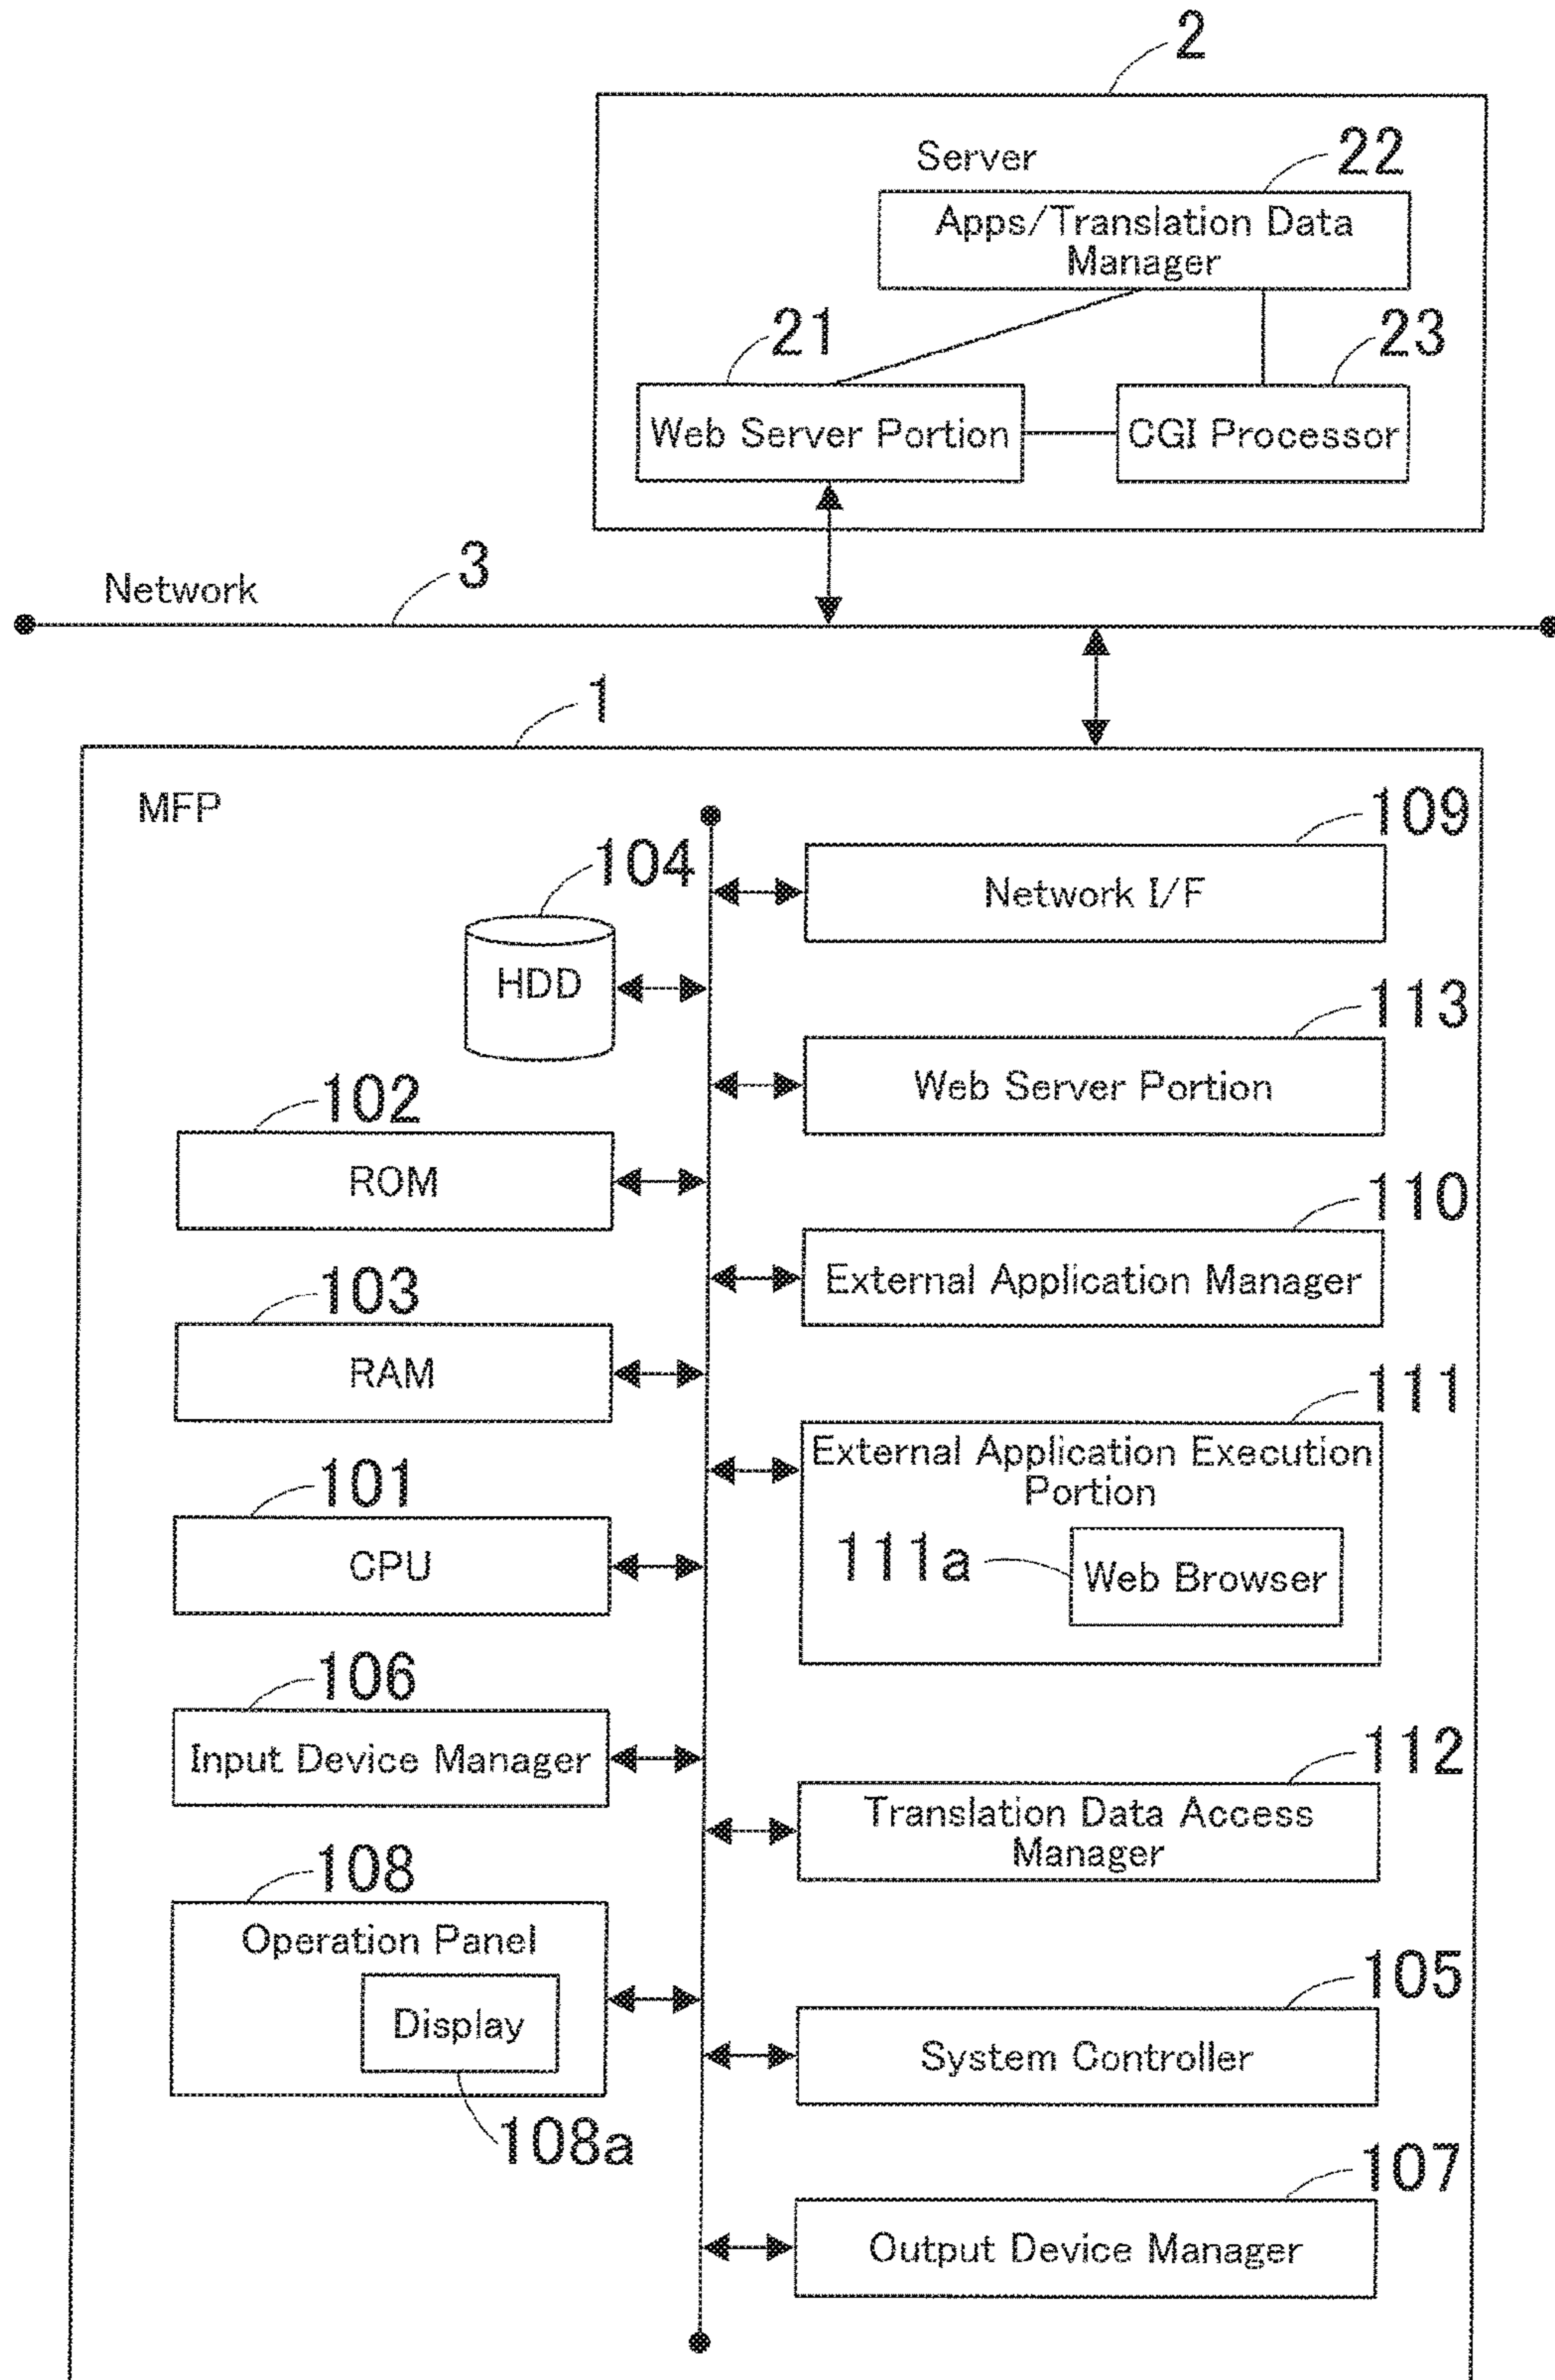 2
Server
22
Apps/Translation Data
Manager
21
23
Web Server Portion
CGI Processor
Network
3
1
MFP
109
104
Network I/F
HDD
113
102
Web Server Portion
ROM
110
103
External Application Manager
RAM
111
External Application Execution
Portion
101
CPU
111a
Web Browser
106
Input Device Manager
112
Translation Data Access
Manager
108
Operation Panel
Display
108a
105
System Controller
107
Output Device Manager